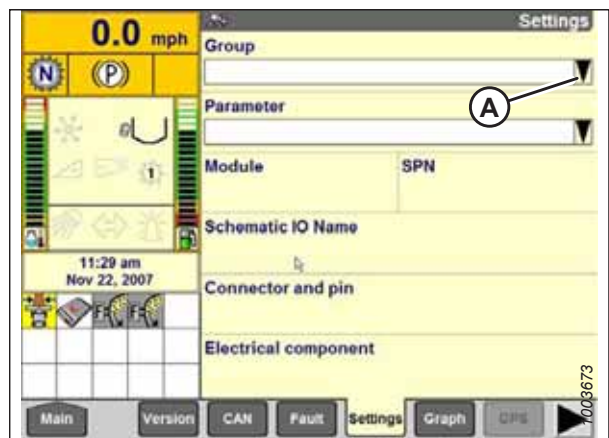 0.0 mph
Settings
N
P
Group
A
Parameter
Module
SPN
1
Schematic IO Name
11:29 am
Nov 22, 2007
Connector and pin
Electrical component
1003673
Main
Version
CAN
Fault
Settings
Graph
GPS